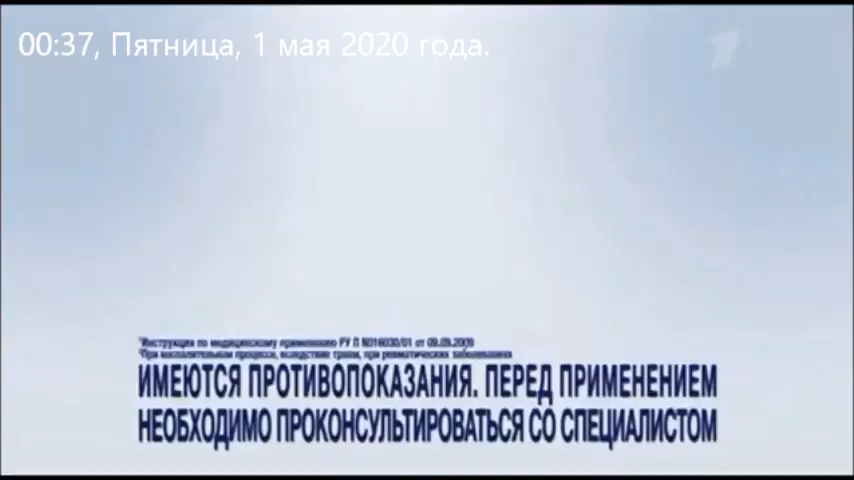 00:37, Пятница, 1 мая 2020 года.
1
*Инструкция по медицинскому применению РУ П N016030/01 от 09.09.2009
*При воспалительном процессе, вследствие травм, при ревматических заболеваниях
ИМЕЮТСЯ ПРОТИВОПОКАЗАНИЯ. ПЕРЕД ПРИМЕНЕНИЕМ
НЕОБХОДИМО ПРОКОНСУЛЬТИРОВАТЬСЯ СО СПЕЦИАЛИСТОМ